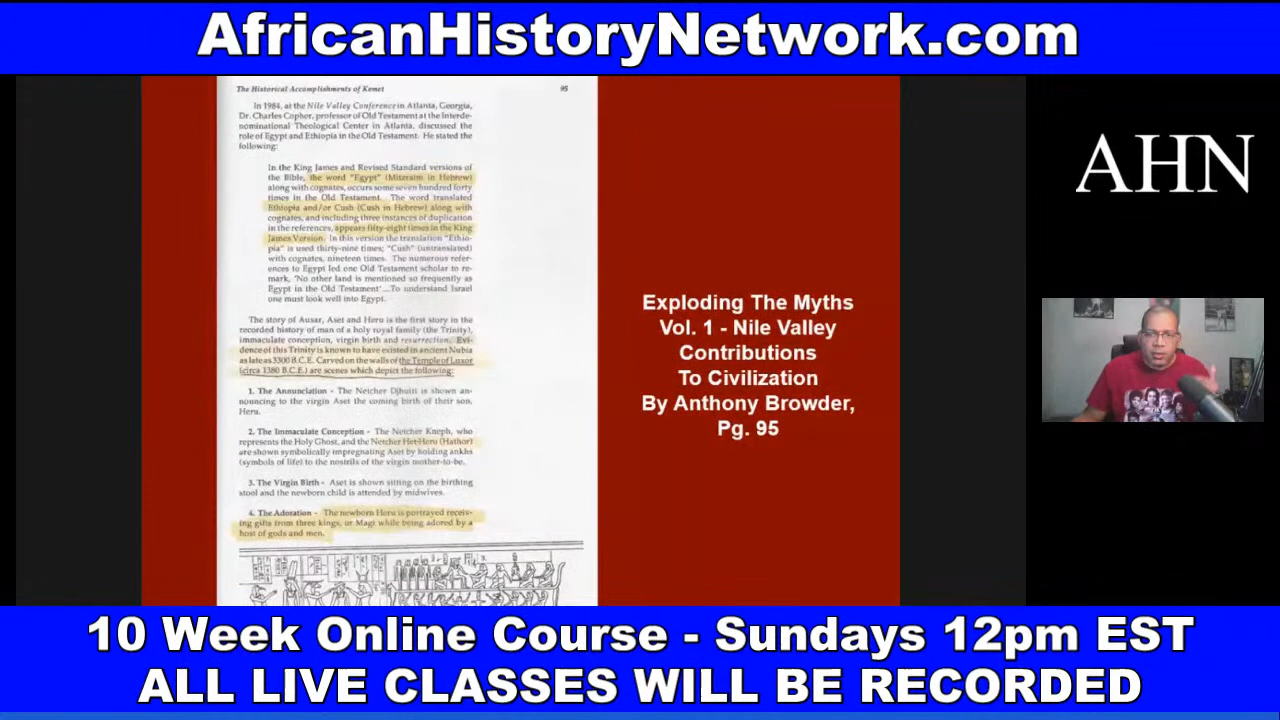 AfricanHistoryNetwork.com
The Historical Accomplishments of Kemet 95
In 1984, at the Nile Valley Conference in Atlanta, Georgia,
Dr. Charles Copher, professor of Old Testament at the Interde-
nominational Theological Center in Atlanta, discussed the
role of Egypt and Ethiopia in the Old Testament. He stated the
following:
In the King James and Revised Standard versions of
the Bible, the word "Egypt" (Mizraim in Hebrew)
along with cognates, occurs some seven hundred forty
times in the Old Testament. The word translated
Ethiopia and/or Cush (Cush in Hebrew) along with
cognates, and including three instances of duplication
in the references, appears fifty-eight times in the King
James Version. In this version the translation "Ethio-
pia" is used thirty-nine times; "Cush" (untranslated)
with cognates, nineteen times. The numerous refer-
ences to Egypt led one Old Testament scholar to re-
mark, 'No other land is mentioned so frequently as
Egypt in the Old Testament'...To understand Israel
one must look well into Egypt.
The story of Ausar, Aset and Heru is the first story in the
recorded history of man of a holy royal family (the Trinity),
immaculate conception, virgin birth and resurrection. Evi-
dence of this Trinity is known to have existed in ancient Nubia
as late as 3300 B.C.E. Carved on the walls of the Temple of Luxor
(circa 1380 B.C.E.) are scenes which depict the following:
1. The Annunciation - The Netcher Djhuiti is shown an-
nouncing to the virgin Aset the coming birth of their son,
Heru.
2. The Immaculate Conception - The Netcher Kneph, who
represents the Holy Ghost, and the Netcher Het-Heru (Hathor)
are shown symbolically impregnating Aset by holding ankhs
(symbols of life) to the nostrils of the virgin mother-to-be.
3. The Virgin Birth - Aset is shown sitting on the birthing
stool and the newborn child is attended by midwives.
4. The Adoration - The newborn Heru is portrayed receiv-
ing gifts from three kings, or Magi while being adored by a
host of gods and men.
Exploding The Myths
Vol. 1 - Nile Valley
Contributions
To Civilization
By Anthony Browder,
Pg. 95
AHN
10 Week Online Course - Sundays 12pm EST
ALL LIVE CLASSES WILL BE RECORDED